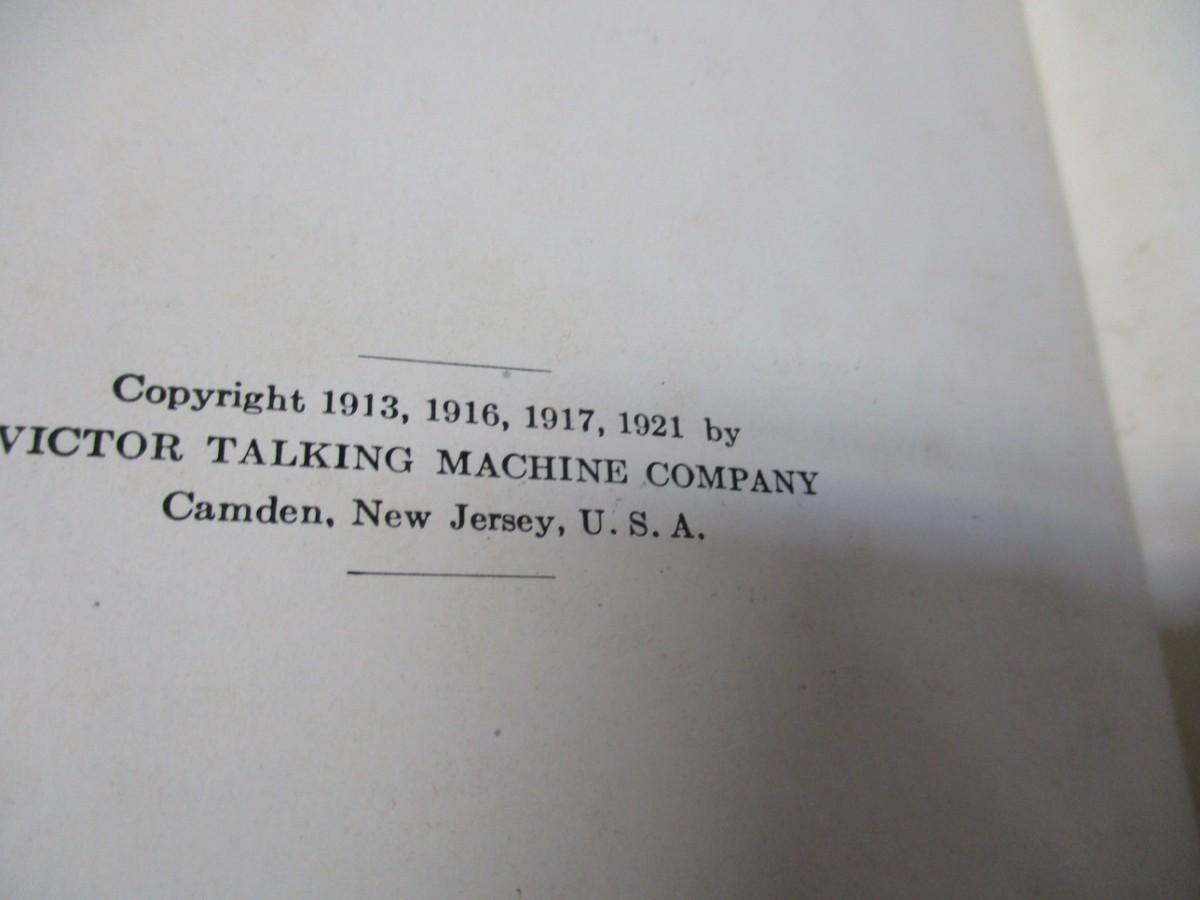 Copyright 1913, 1916, 1917, 1921 by
VICTOR TALKING MACHINE COMPANY
Camden, New Jersey, U. S. A.